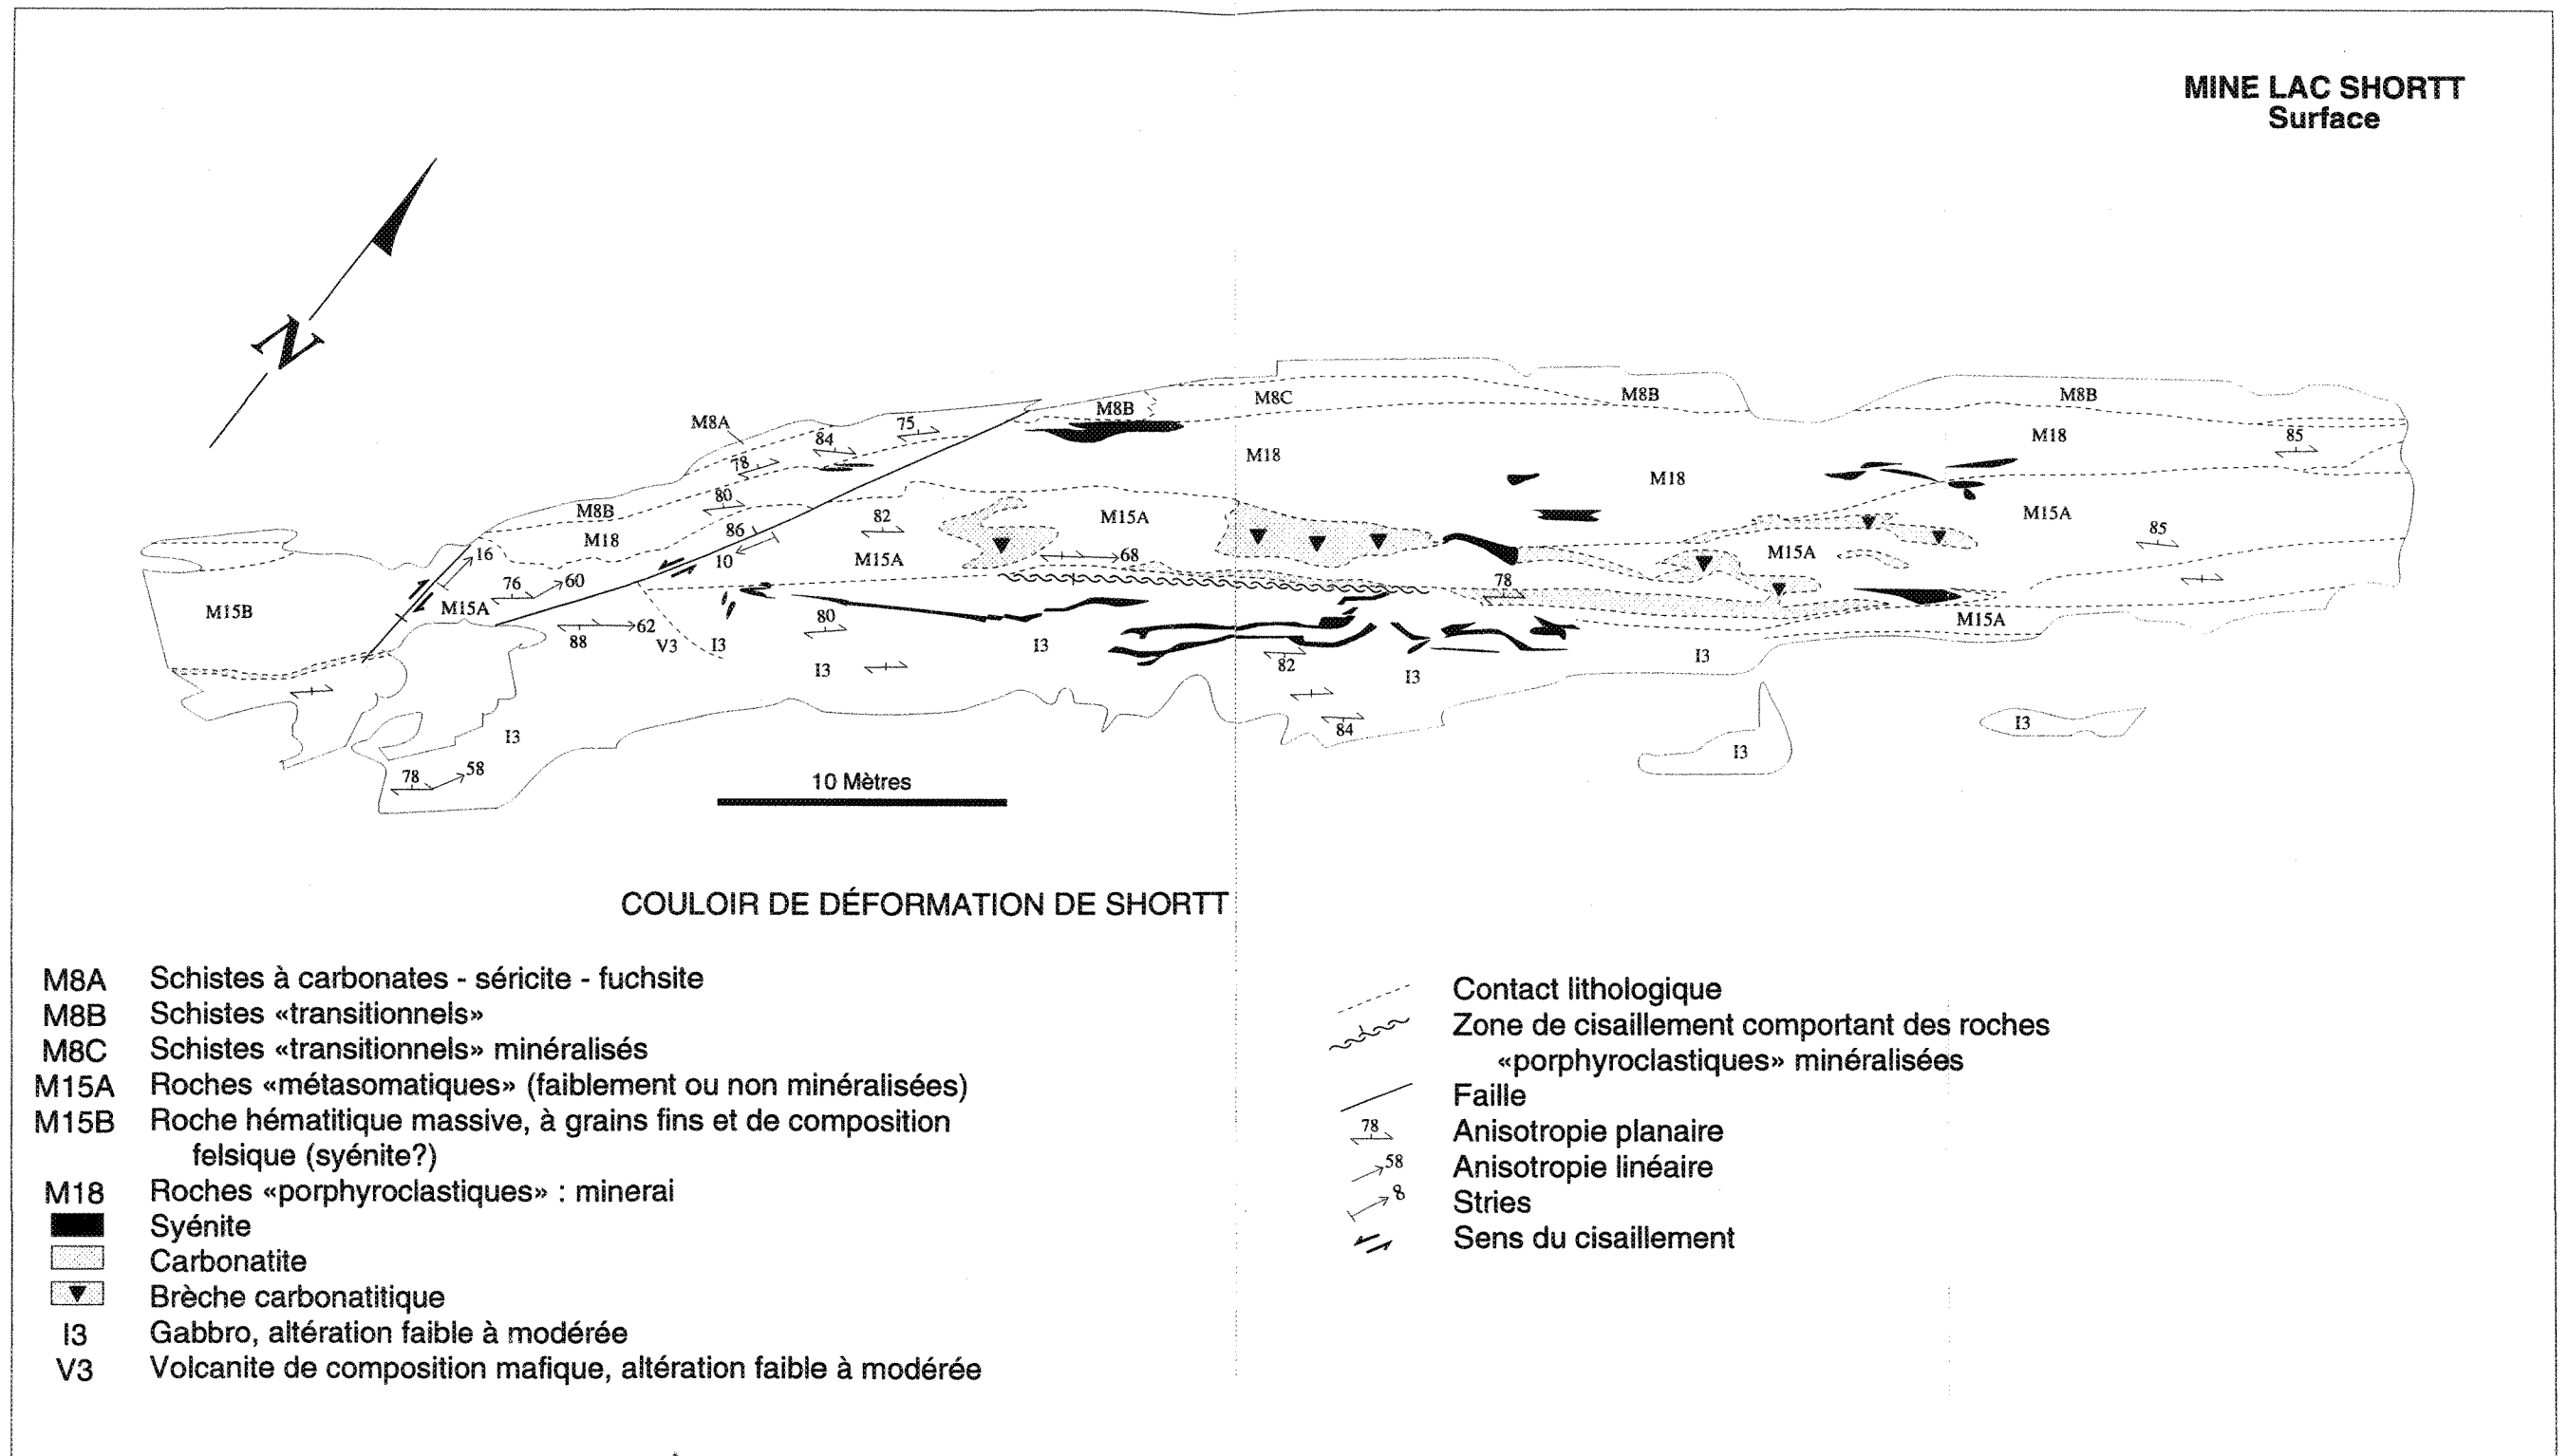 MINE LAC SHORTT
Surface
N
M8A
84
75
78
M8B
M8C
M8B
M8B
M18
85
M18
M18
80
M8B
M18
86
10
82
M15A
M15A
M15A
M15A
85
68
16
76
60
M15B
M15A
88
62
V3
I3
80
I3
I3
82
84
I3
78
I3
M15A
I3
I3
I3
78
58
10 Mètres
COULOIR DE DÉFORMATION DE SHORTT
M8A Schistes à carbonates - séricite - fuchsite
M8B Schistes «transitionnels»
M8C Schistes «transitionnels» minéralisés
M15A Roches «métasomatiques» (faiblement ou non minéralisées)
M15B Roche hématitique massive, à grains fins et de composition
felsique (syénite?)
M18 Roches «porphyroclastiques» : minerai
Syénite
Carbonatite
Brèche carbonatitique
I3 Gabbro, altération faible à modérée
V3 Volcanite de composition mafique, altération faible à modérée
Contact lithologique
Zone de cisaillement comportant des roches
«porphyroclastiques» minéralisées
Faille
78 Anisotropie planaire
58 Anisotropie linéaire
8 Stries
Sens du cisaillement